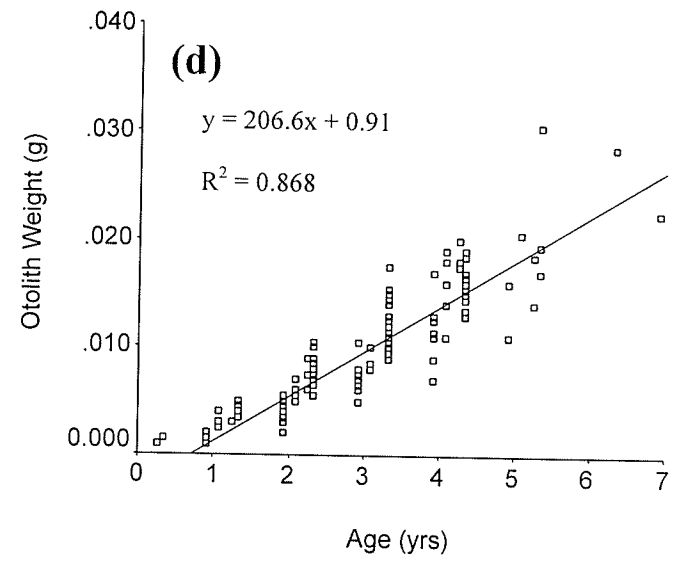 .040
(d)
y = 206.6x + 0.91
.030
R² = 0.868
.020
.010
0.000
Otolith Weight (g)
0 1 2 3 4 5 6 7
Age (yrs)